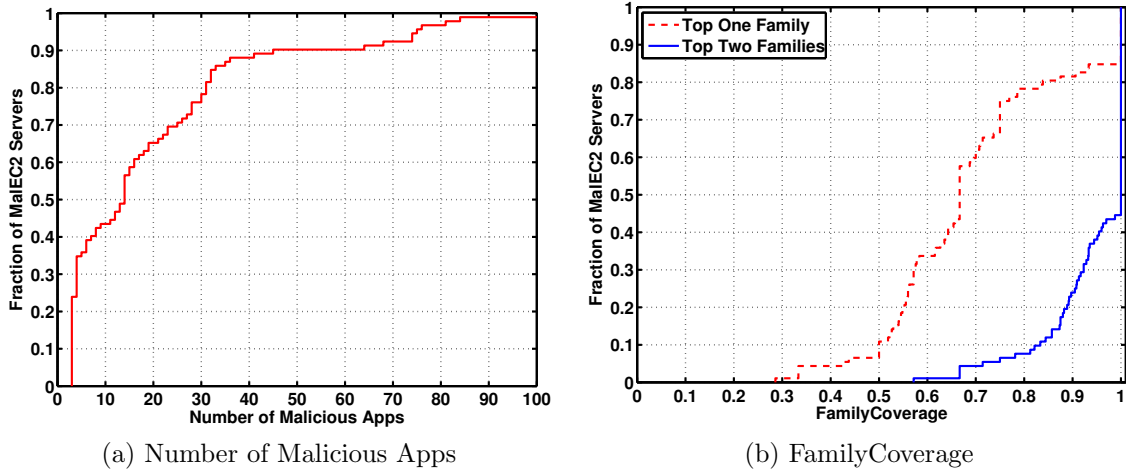 1
0.9
0.8
0.7
0.6
0.5
0.4
0.3
0.2
0.1
0
Fraction of MalEC2 Servers
0 10 20 30 40 50 60 70 80 90 100
Number of Malicious Apps
(a) Number of Malicious Apps
1
0.9
0.8
0.7
0.6
0.5
0.4
0.3
0.2
0.1
0
Fraction of MalEC2 Servers
Top One Family
Top Two Families
0 0.1 0.2 0.3 0.4 0.5 0.6 0.7 0.8 0.9 1
FamilyCoverage
(b) FamilyCoverage